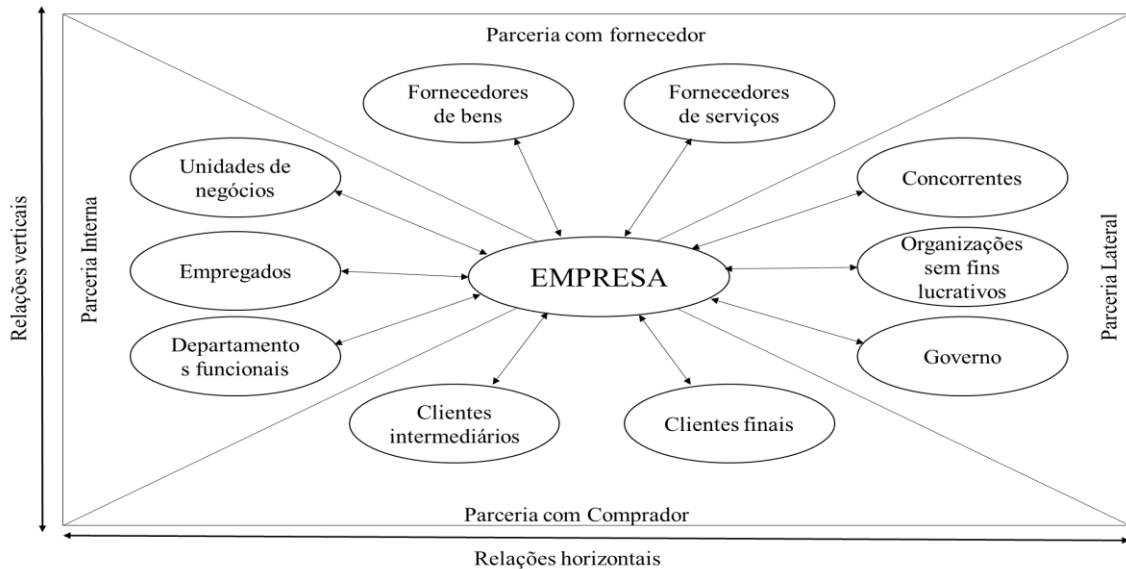 Parceria com fornecedor
Fornecedores
de bens
Fornecedores
de serviços
Unidades de
negócios
Concorrentes
Relações verticais
Parceria Interna
Empregados
EMPRESA
Organizações
sem fins
lucrativos
Parceria Lateral
Departamento
s funcionais
Governo
Clientes
intermediários
Clientes finais
Parceria com Comprador
Relações horizontais